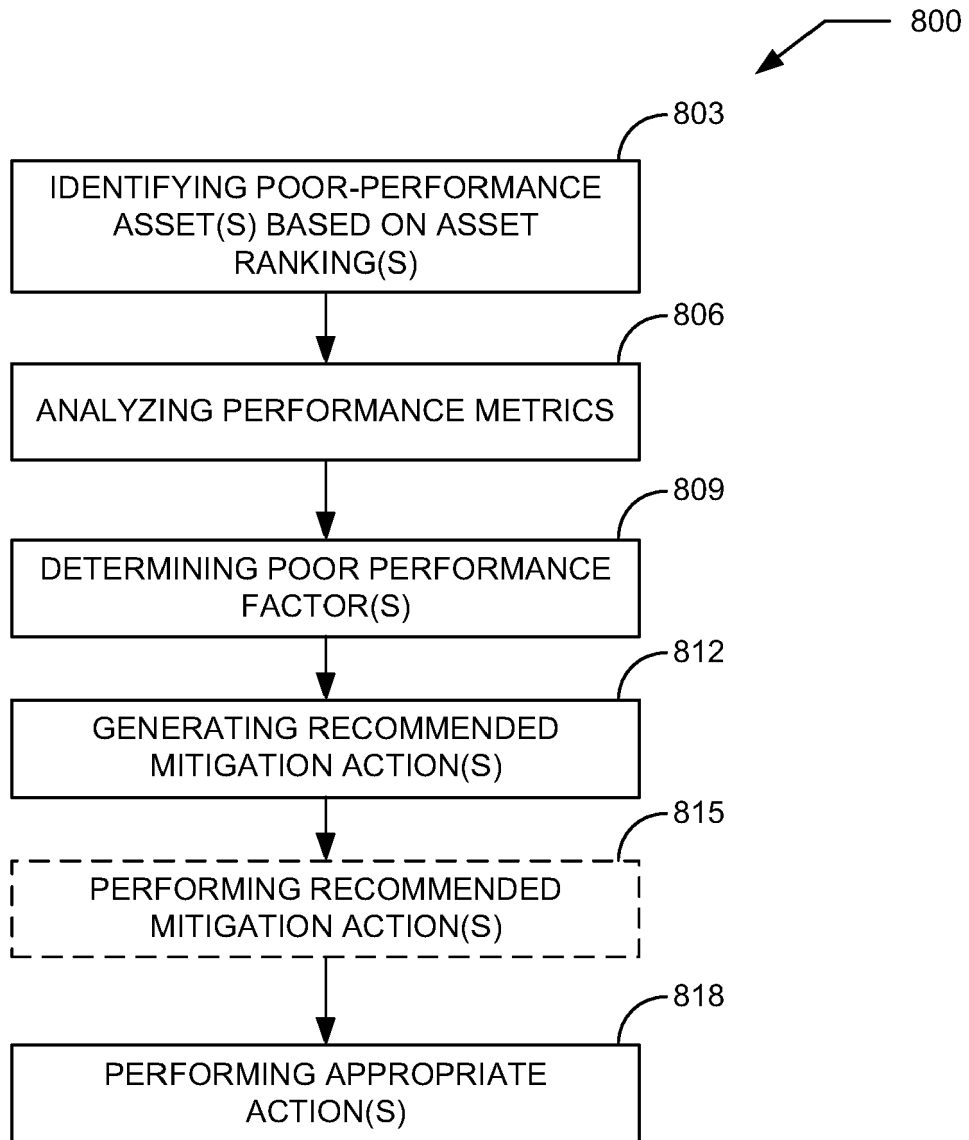 800
803
IDENTIFYING POOR-PERFORMANCE
ASSET(S) BASED ON ASSET
RANKING(S)
806
ANALYZING PERFORMANCE METRICS
809
DETERMINING POOR PERFORMANCE
FACTOR(S)
812
GENERATING RECOMMENDED
MITIGATION ACTION(S)
815
PERFORMING RECOMMENDED
MITIGATION ACTION(S)
818
PERFORMING APPROPRIATE
ACTION(S)